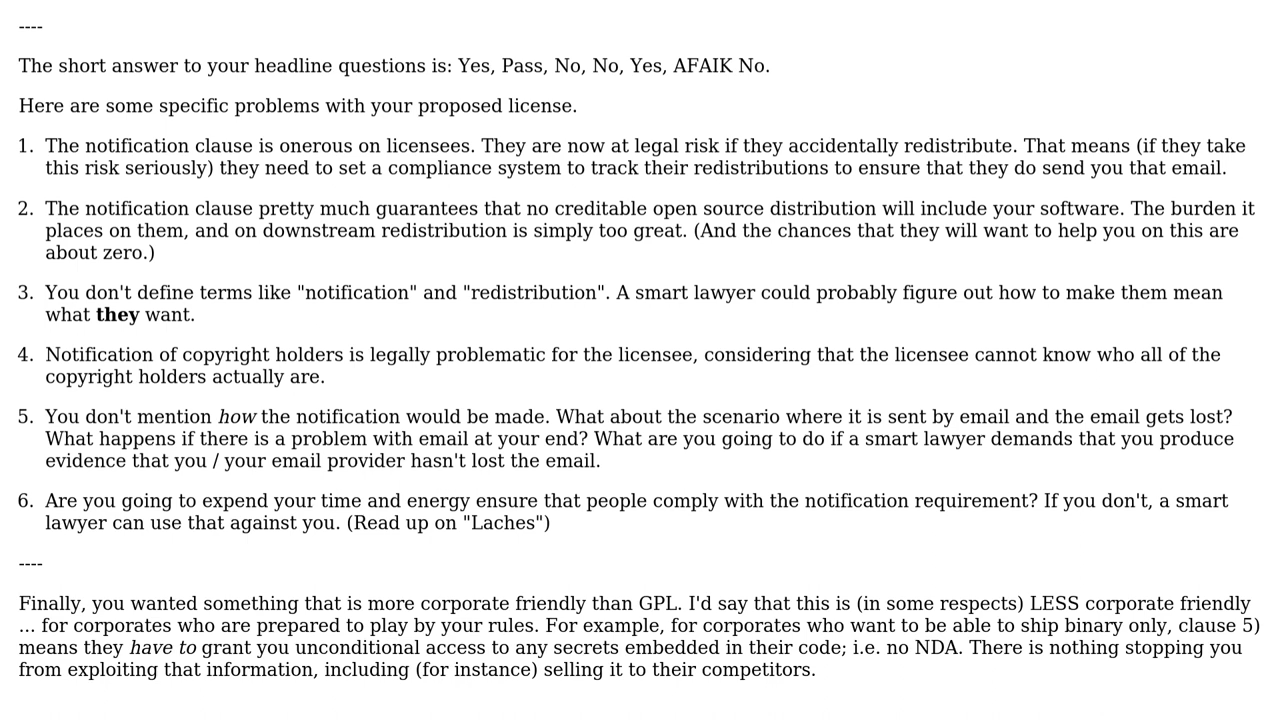 ----
The short answer to your headline questions is: Yes, Pass, No, No, Yes, AFAIK No.
Here are some specific problems with your proposed license.
1. The notification clause is onerous on licensees. They are now at legal risk if they accidentally redistribute. That means (if they take
this risk seriously) they need to set a compliance system to track their redistributions to ensure that they do send you that email.
2. The notification clause pretty much guarantees that no creditable open source distribution will include your software. The burden it
places on them, and on downstream redistribution is simply too great. (And the chances that they will want to help you on this are
about zero.)
3. You don't define terms like "notification" and "redistribution". A smart lawyer could probably figure out how to make them mean
what they want.
4. Notification of copyright holders is legally problematic for the licensee, considering that the licensee cannot know who all of the
copyright holders actually are.
5. You don't mention how the notification would be made. What about the scenario where it is sent by email and the email gets lost?
What happens if there is a problem with email at your end? What are you going to do if a smart lawyer demands that you produce
evidence that you / your email provider hasn't lost the email.
6. Are you going to expend your time and energy ensure that people comply with the notification requirement? If you don't, a smart
lawyer can use that against you. (Read up on "Laches")
----
Finally, you wanted something that is more corporate friendly than GPL. I'd say that this is (in some respects) LESS corporate friendly
... for corporates who are prepared to play by your rules. For example, for corporates who want to be able to ship binary only, clause 5)
means they have to grant you unconditional access to any secrets embedded in their code; i.e. no NDA. There is nothing stopping you
from exploiting that information, including (for instance) selling it to their competitors.